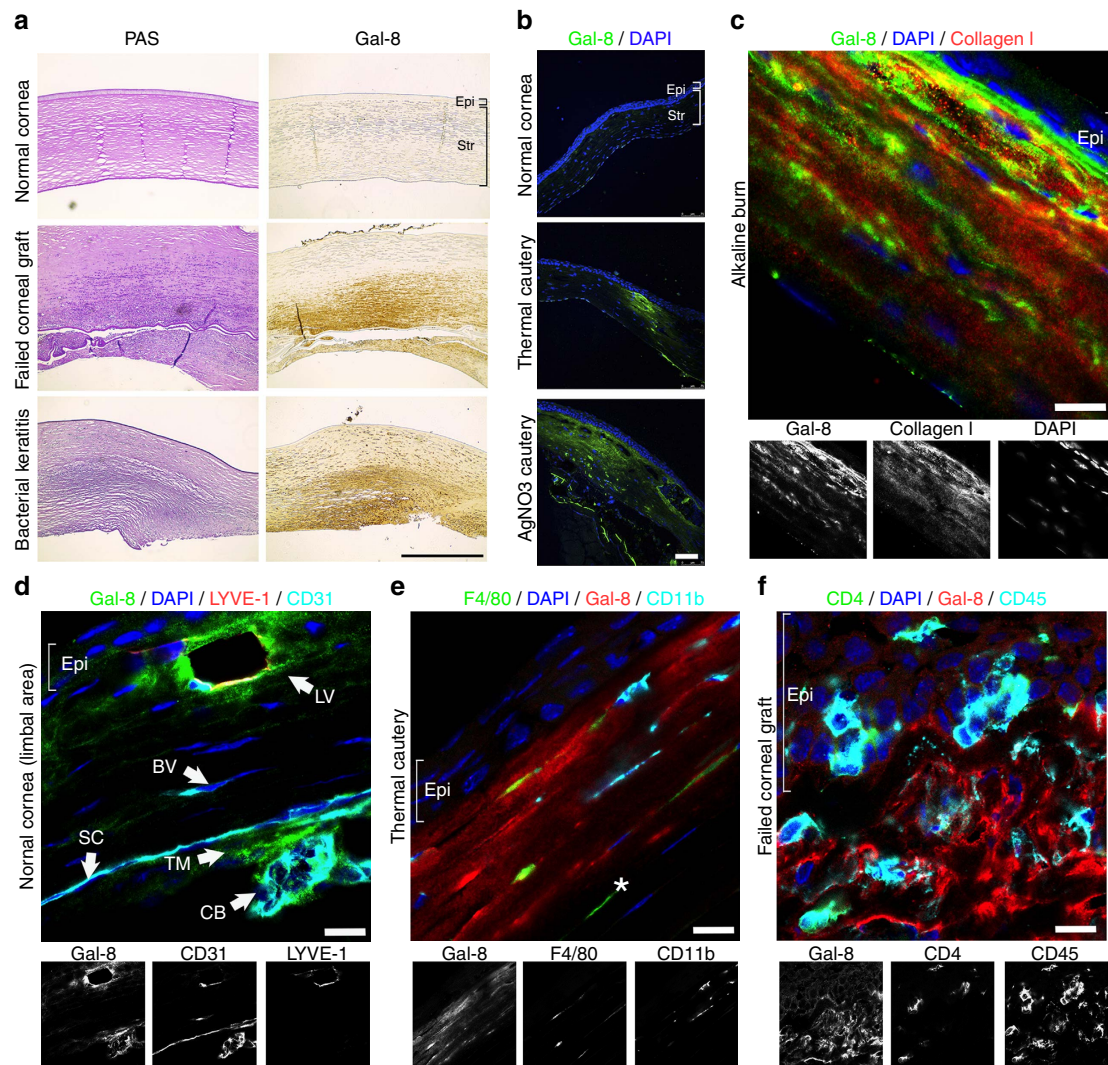 a
PAS
Gal-8
Normal cornea
Epi
Str
Failed corneal graft
Bacterial keratitis
b
Gal-8 / DAPI
Normal cornea
Epi
Str
Thermal cautery
AgNO3 cautery
c
Gal-8 / DAPI / Collagen I
Alkaline burn
Epi
Gal-8
Collagen I
DAPI
d
Gal-8 / DAPI / LYVE-1 / CD31
Nornal cornea (limbal area)
Epi
LV
BV
SC
TM
CB
Gal-8
CD31
LYVE-1
e
F4/80 / DAPI / Gal-8 / CD11b
Thermal cautery
Epi
*
Gal-8
F4/80
CD11b
f
CD4 / DAPI / Gal-8 / CD45
Failed corneal graft
Epi
Gal-8
CD4
CD45